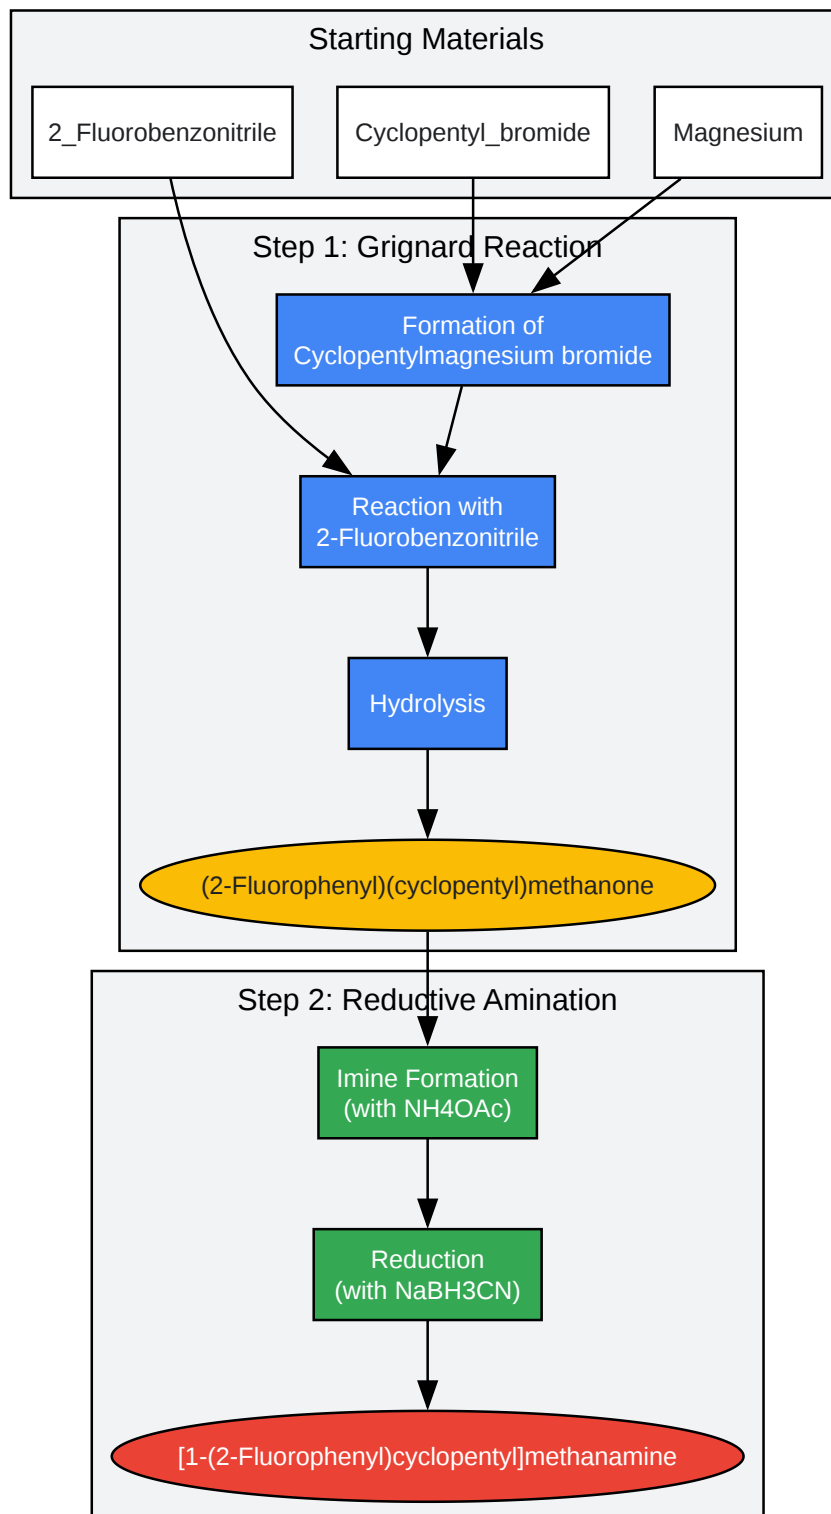 Starting Materials
2_Fluorobenzonitrile
Cyclopentyl_bromide
Magnesium
Step 1: Grignard Reaction
Formation of
Cyclopentylmagnesium bromide
Reaction with
2-Fluorobenzonitrile
Hydrolysis
(2-Fluorophenyl)(cyclopentyl)methanone
Step 2: Reductive Amination
Imine Formation
(with NH4OAc)
Reduction
(with NaBH3CN)
[1-(2-Fluorophenyl)cyclopentyl]methanamine